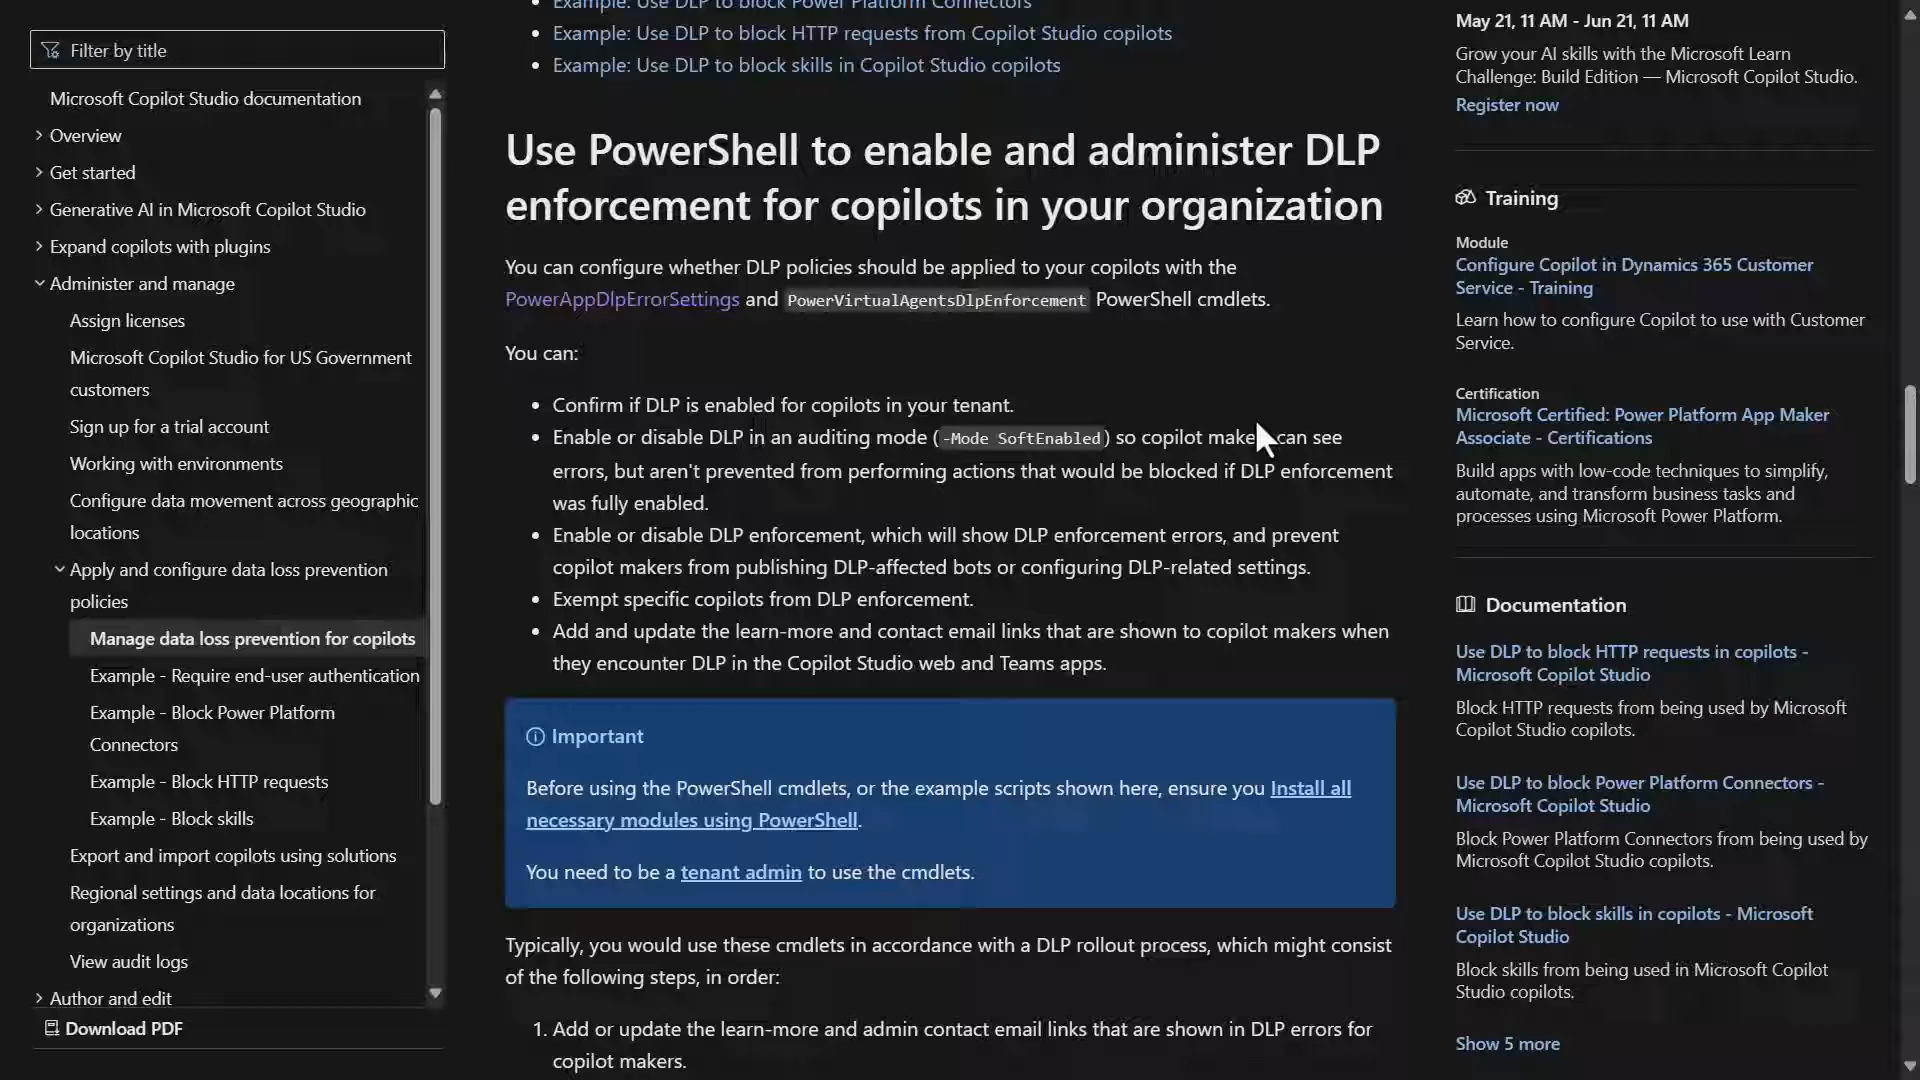 Filter by title
Microsoft Copilot Studio documentation
Overview
Get started
Generative AI in Microsoft Copilot Studio
Expand copilots with plugins
Administer and manage
Assign licenses
Microsoft Copilot Studio for US Government
customers
Sign up for a trial account
Working with environments
Configure data movement across geographic
locations
Apply and configure data loss prevention
policies
Manage data loss prevention for copilots
Example - Require end-user authentication
Example - Block Power Platform
Connectors
Example - Block HTTP requests
Example - Block skills
Export and import copilots using solutions
Regional settings and data locations for
organizations
View audit logs
Author and edit
Download PDF
Example: Use DLP to block Power Platform Connectors
Example: Use DLP to block HTTP requests from Copilot Studio copilots
Example: Use DLP to block skills in Copilot Studio copilots
Use PowerShell to enable and administer DLP
enforcement for copilots in your organization
You can configure whether DLP policies should be applied to your copilots with the
PowerAppDlpErrorSettings and PowerVirtualAgentsDlpEnforcement PowerShell cmdlets.
You can:
Confirm if DLP is enabled for copilots in your tenant.
Enable or disable DLP in an auditing mode (-Mode SoftEnabled) so copilot makers can see
errors, but aren't prevented from performing actions that would be blocked if DLP enforcement
was fully enabled.
Enable or disable DLP enforcement, which will show DLP enforcement errors, and prevent
copilot makers from publishing DLP-affected bots or configuring DLP-related settings.
Exempt specific copilots from DLP enforcement.
Add and update the learn-more and contact email links that are shown to copilot makers when
they encounter DLP in the Copilot Studio web and Teams apps.
Important
Before using the PowerShell cmdlets, or the example scripts shown here, ensure you Install all
necessary modules using PowerShell.
You need to be a tenant admin to use the cmdlets.
Typically, you would use these cmdlets in accordance with a DLP rollout process, which might consist
of the following steps, in order:
1. Add or update the learn-more and admin contact email links that are shown in DLP errors for
copilot makers.
May 21, 11 AM - Jun 21, 11 AM
Grow your AI skills with the Microsoft Learn
Challenge: Build Edition — Microsoft Copilot Studio.
Register now
Training
Module
Configure Copilot in Dynamics 365 Customer
Service - Training
Learn how to configure Copilot to use with Customer
Service.
Certification
Microsoft Certified: Power Platform App Maker
Associate - Certifications
Build apps with low-code techniques to simplify,
automate, and transform business tasks and
processes using Microsoft Power Platform.
Documentation
Use DLP to block HTTP requests in copilots -
Microsoft Copilot Studio
Block HTTP requests from being used by Microsoft
Copilot Studio copilots.
Use DLP to block Power Platform Connectors -
Microsoft Copilot Studio
Block Power Platform Connectors from being used by
Microsoft Copilot Studio copilots.
Use DLP to block skills in copilots - Microsoft
Copilot Studio
Block skills from being used in Microsoft Copilot
Studio copilots.
Show 5 more